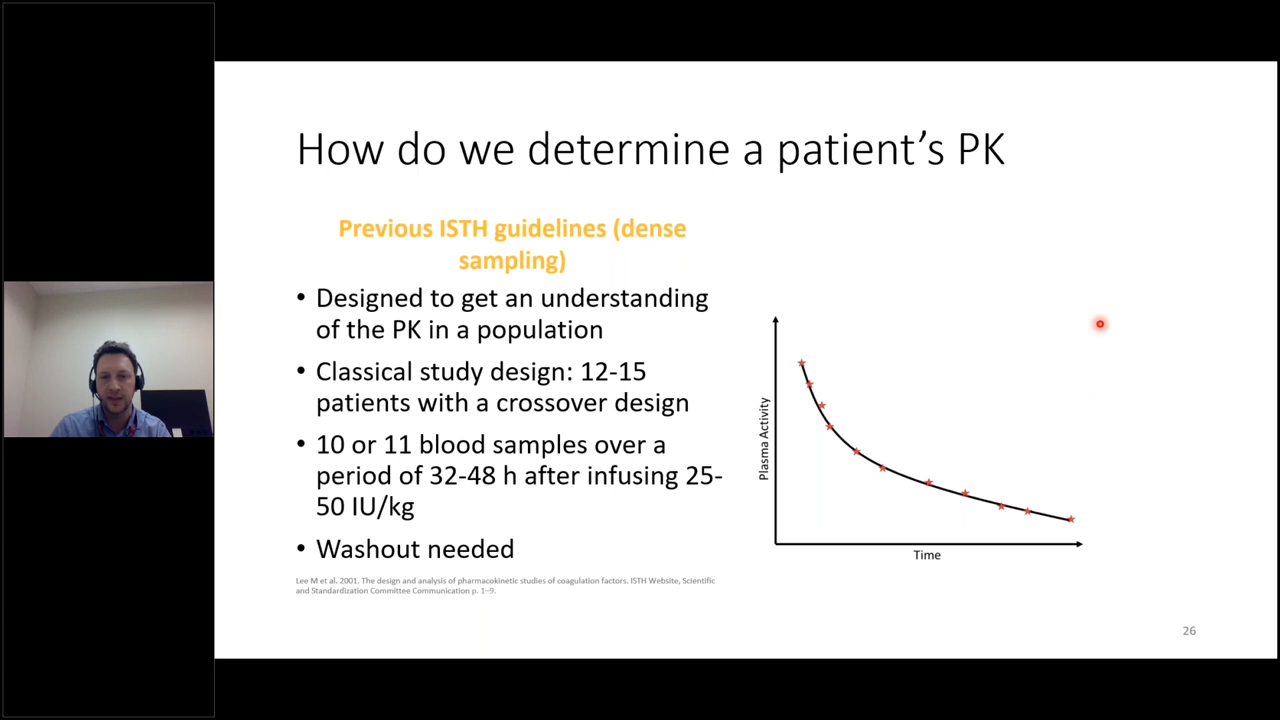 How do we determine a patient’s PK
Previous ISTH guidelines (dense
sampling)
• Designed to get an understanding
of the PK in a population
• Classical study design: 12-15
patients with a crossover design
• 10 or 11 blood samples over a
period of 32-48 h after infusing 25-
50 IU/kg
• Washout needed
Lee M et al. 2001. The design and analysis of pharmacokinetic studies of coagulation factors. ISTH Website, Scientific
and Standardization Committee Communication p. 1–9.
Plasma Activity
Time
26